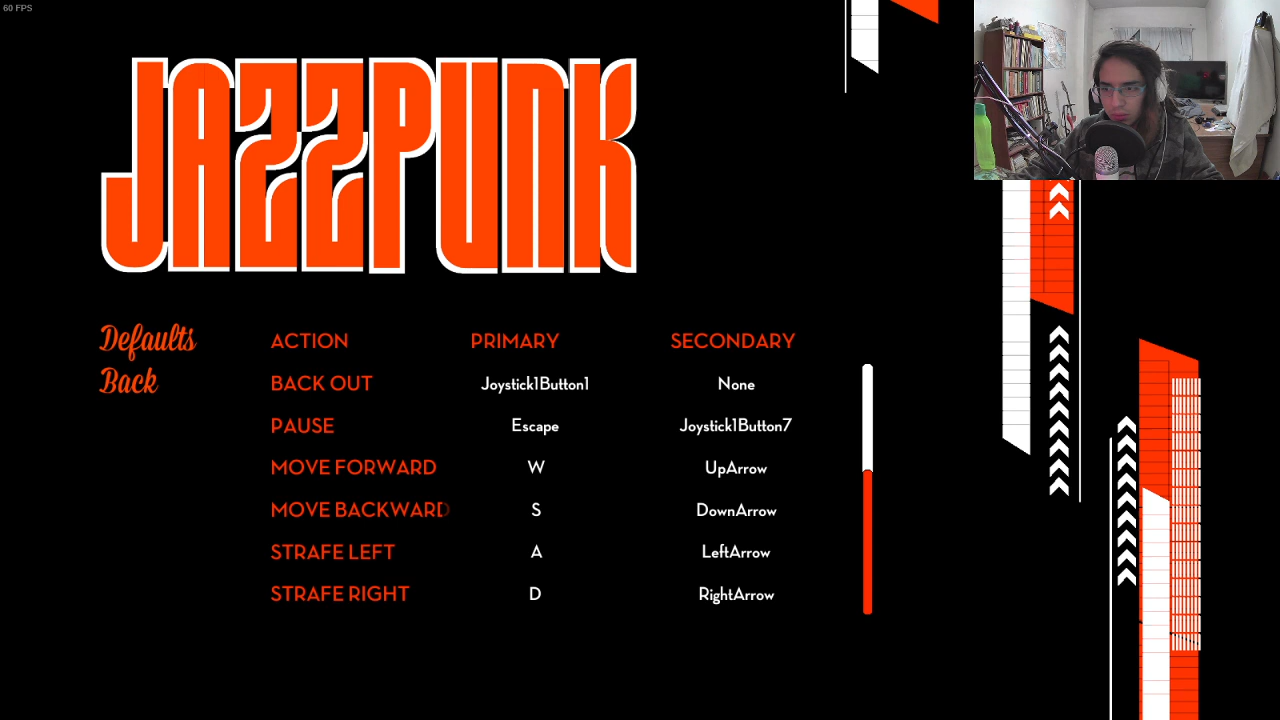 60 FPS
JAZZPUNK
Defaults
Back
ACTION PRIMARY SECONDARY
BACK OUT Joystick1Button1 None
PAUSE Escape Joystick1Button7
MOVE FORWARD W UpArrow
MOVE BACKWARD S DownArrow
STRAFE LEFT A LeftArrow
STRAFE RIGHT D RightArrow